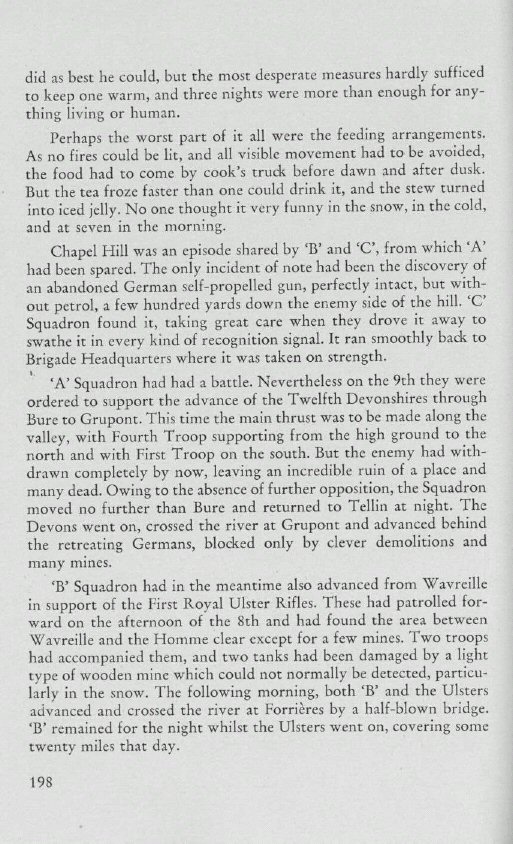 did as best he could, but the most desperate measures hardly sufficed
to keep one warm, and three nights were more than enough for any-
thing living or human.
Perhaps the worst part of it all were the feeding arrangements.
As no fires could be lit, and all visible movement had to be avoided,
the food had to come by cook's truck before dawn and after dusk.
But the tea froze faster than one could drink it, and the stew turned
into iced jelly. No one thought it very funny in the snow, in the cold,
and at seven in the morning.
Chapel Hill was an episode shared by 'B' and 'C', from which 'A'
had been spared. The only incident of note had been the discovery of
an abandoned German self-propelled gun, perfectly intact, but with-
out petrol, a few hundred yards down the enemy side of the hill. 'C'
Squadron found it, taking great care when they drove it away to
swathe it in every kind of recognition signal. It ran smoothly back to
Brigade Headquarters where it was taken on strength.
'A' Squadron had had a battle. Nevertheless on the 9th they were
ordered to support the advance of the Twelfth Devonshires through
Bure to Grupont. This time the main thrust was to be made along the
valley, with Fourth Troop supporting from the high ground to the
north and with First Troop on the south. But the enemy had with-
drawn completely by now, leaving an incredible ruin of a place and
many dead. Owing to the absence of further opposition, the Squadron
moved no further than Bure and returned to Tellin at night. The
Devons went on, crossed the river at Grupont and advanced behind
the retreating Germans, blocked only by clever demolitions and
many mines.
'B' Squadron had in the meantime also advanced from Wavreille
in support of the First Royal Ulster Rifles. These had patrolled for-
ward on the afternoon of the 8th and had found the area between
Wavreille and the Homme clear except for a few mines. Two troops
had accompanied them, and two tanks had been damaged by a light
type of wooden mine which could not normally be detected, particu-
larly in the snow. The following morning, both 'B' and the Ulsters
advanced and crossed the river at Forrières by a half-blown bridge.
'B' remained for the night whilst the Ulsters went on, covering some
twenty miles that day.
198